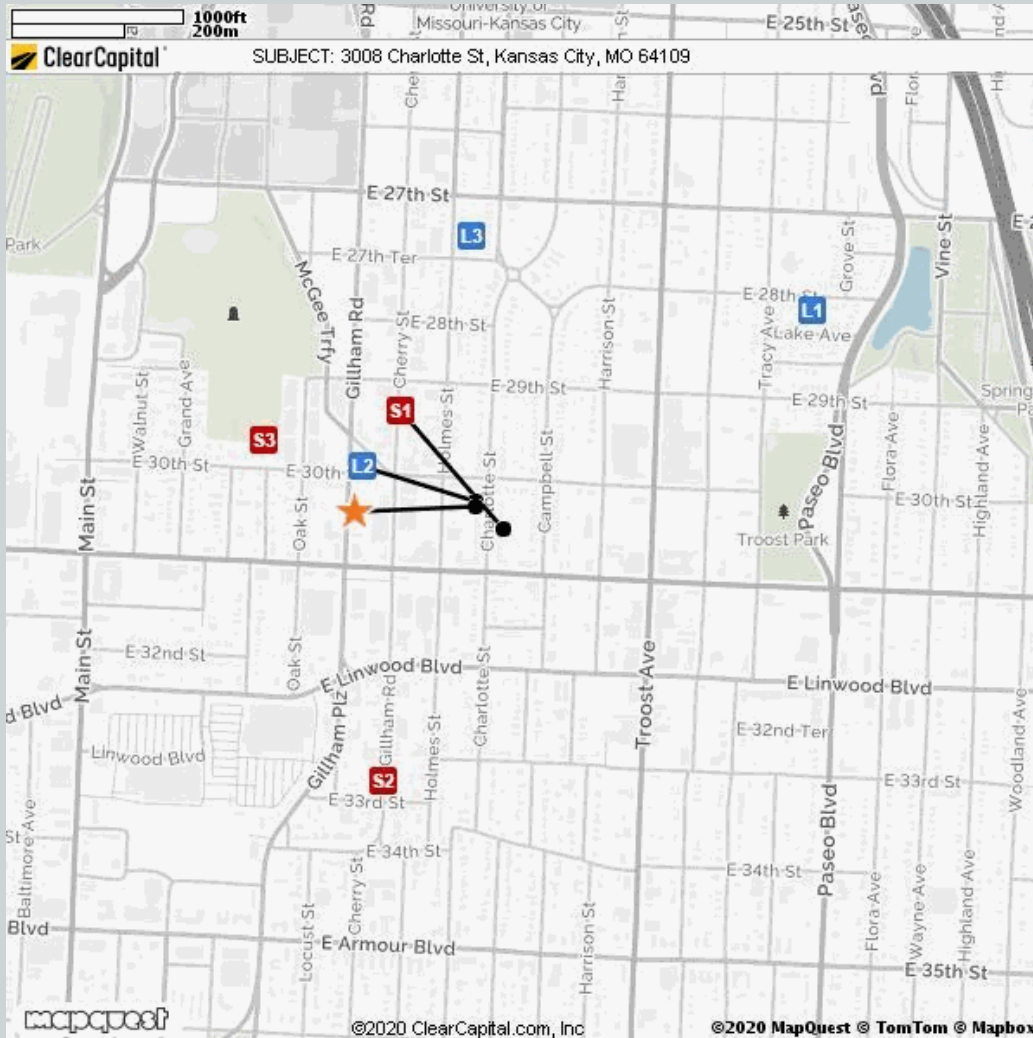 1000ft
200m
Missouri-Kansas City
E 25th St
ClearCapital
SUBJECT: 3008 Charlotte St, Kansas City, MO 64109
E 27th St
Park
E 27th Ter
L3
McGee Trfy
Gillham Rd
Cherry St
E 28th St
Harrison St
E 28th St
L1
Lake Ave
Tracy Ave
Grove St
Vine St
Walnut St
Grand Ave
S1
Holmes St
E 29th St
E 29th St
S3
E 30th St
E 30th
L2
Oak St
Charlotte St
Campbell St
Troost Park
Paseo Blvd
Flora Ave
E 30th St
Highland Ave
Main St
Main St
E 32nd St
Oak St
E Linwood Blvd
Gillham Plz
Gillham Rd
Holmes St
Charlotte St
Troost Ave
E Linwood Blvd
E 32nd Ter
Woodland Ave
d Blvd
Linwood Blvd
S2
E 33rd St
E 33rd St
Baltimore Ave
St
E 34th St
Cherry St
E 34th St
Paseo Blvd
Blvd
Locust St
E Armour Blvd
Harrison St
Flora Ave
Wayne Ave
Highland Ave
E 35th St
mapquest
©2020 ClearCapital.com, Inc
©2020 MapQuest © TomTom © Mapbox